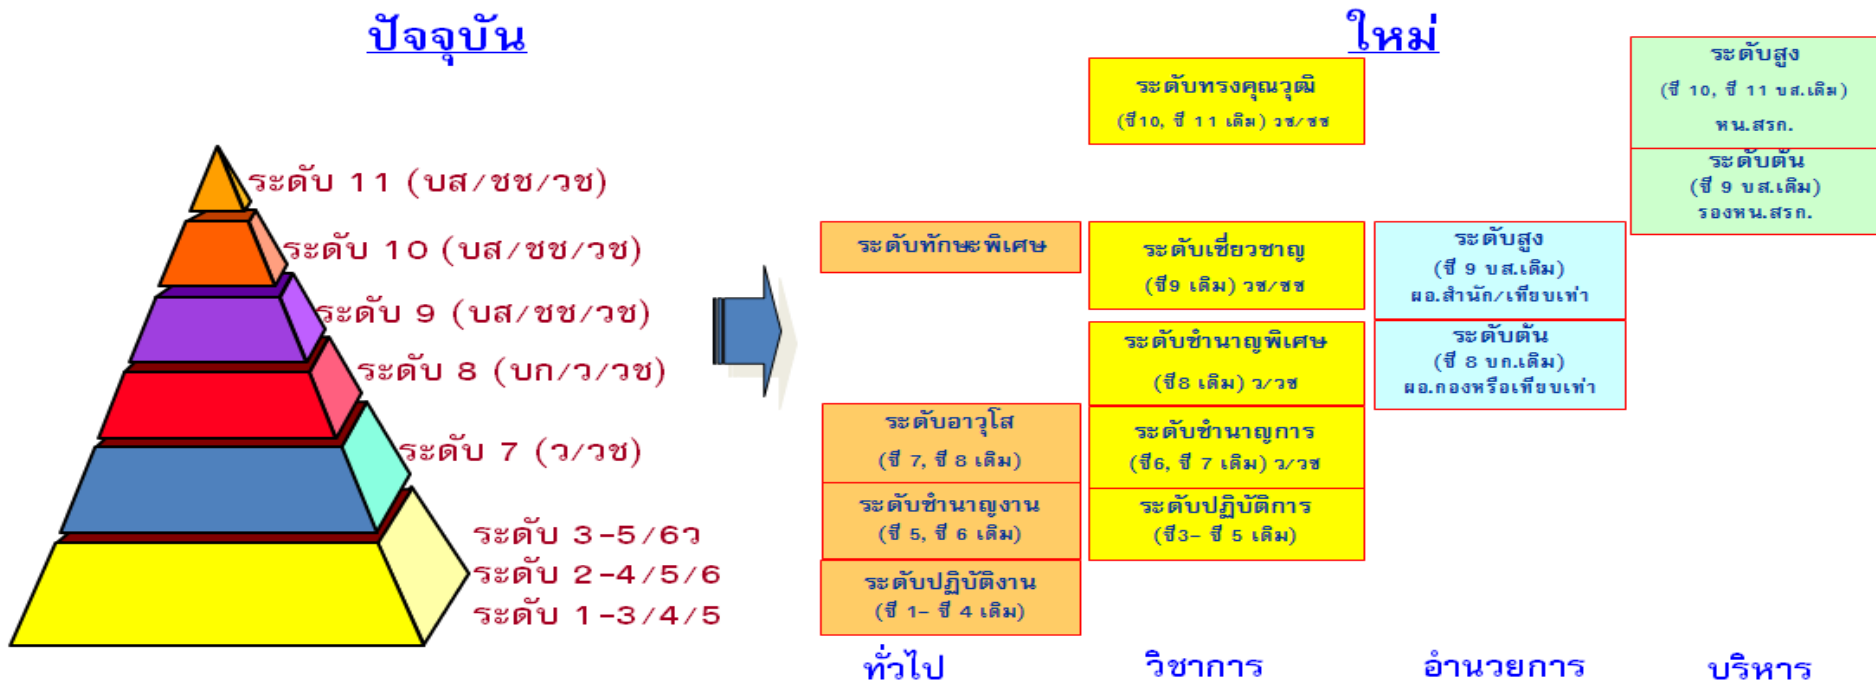 ปัจจุบัน
ระดับ 11 (บส/ชช/วช)
ระดับ 10 (บส/ชช/วช)
ระดับ 9 (บส/ชช/วช)
ระดับ 8 (บก/ว/วช)
ระดับ 7 (ว/วช)
ระดับ 3-5/6ว
ระดับ 2-4/5/6
ระดับ 1-3/4/5
ใหม่
ระดับทักษะพิเศษ
ระดับอาวุโส
(ซี 7, ซี 8 เดิม)
ระดับชำนาญงาน
(ซี 5, ซี 6 เดิม)
ระดับปฏิบัติงาน
(ซี 1- ซี 4 เดิม)
ทั่วไป
ระดับทรงคุณวุฒิ
(ซี10, ซี 11 เดิม) วช/ชช
ระดับเชี่ยวชาญ
(ซี9 เดิม) วช/ชช
ระดับชำนาญพิเศษ
(ซี8 เดิม) ว/วช
ระดับชำนาญการ
(ซี6, ซี 7 เดิม) ว/วช
ระดับปฏิบัติการ
(ซี3- ซี 5 เดิม)
วิชาการ
ระดับสูง
(ซี 9 บส.เดิม)
ผอ.สำนัก/เทียบเท่า
ระดับต้น
(ซี 8 บก.เดิม)
ผอ.กองหรือเทียบเท่า
อำนวยการ
ระดับสูง
(ซี 10, ซี 11 บส.เดิม)
หน.สรก.
ระดับต้น
(ซี 9 บส.เดิม)
รองหน.สรก.
บริหาร